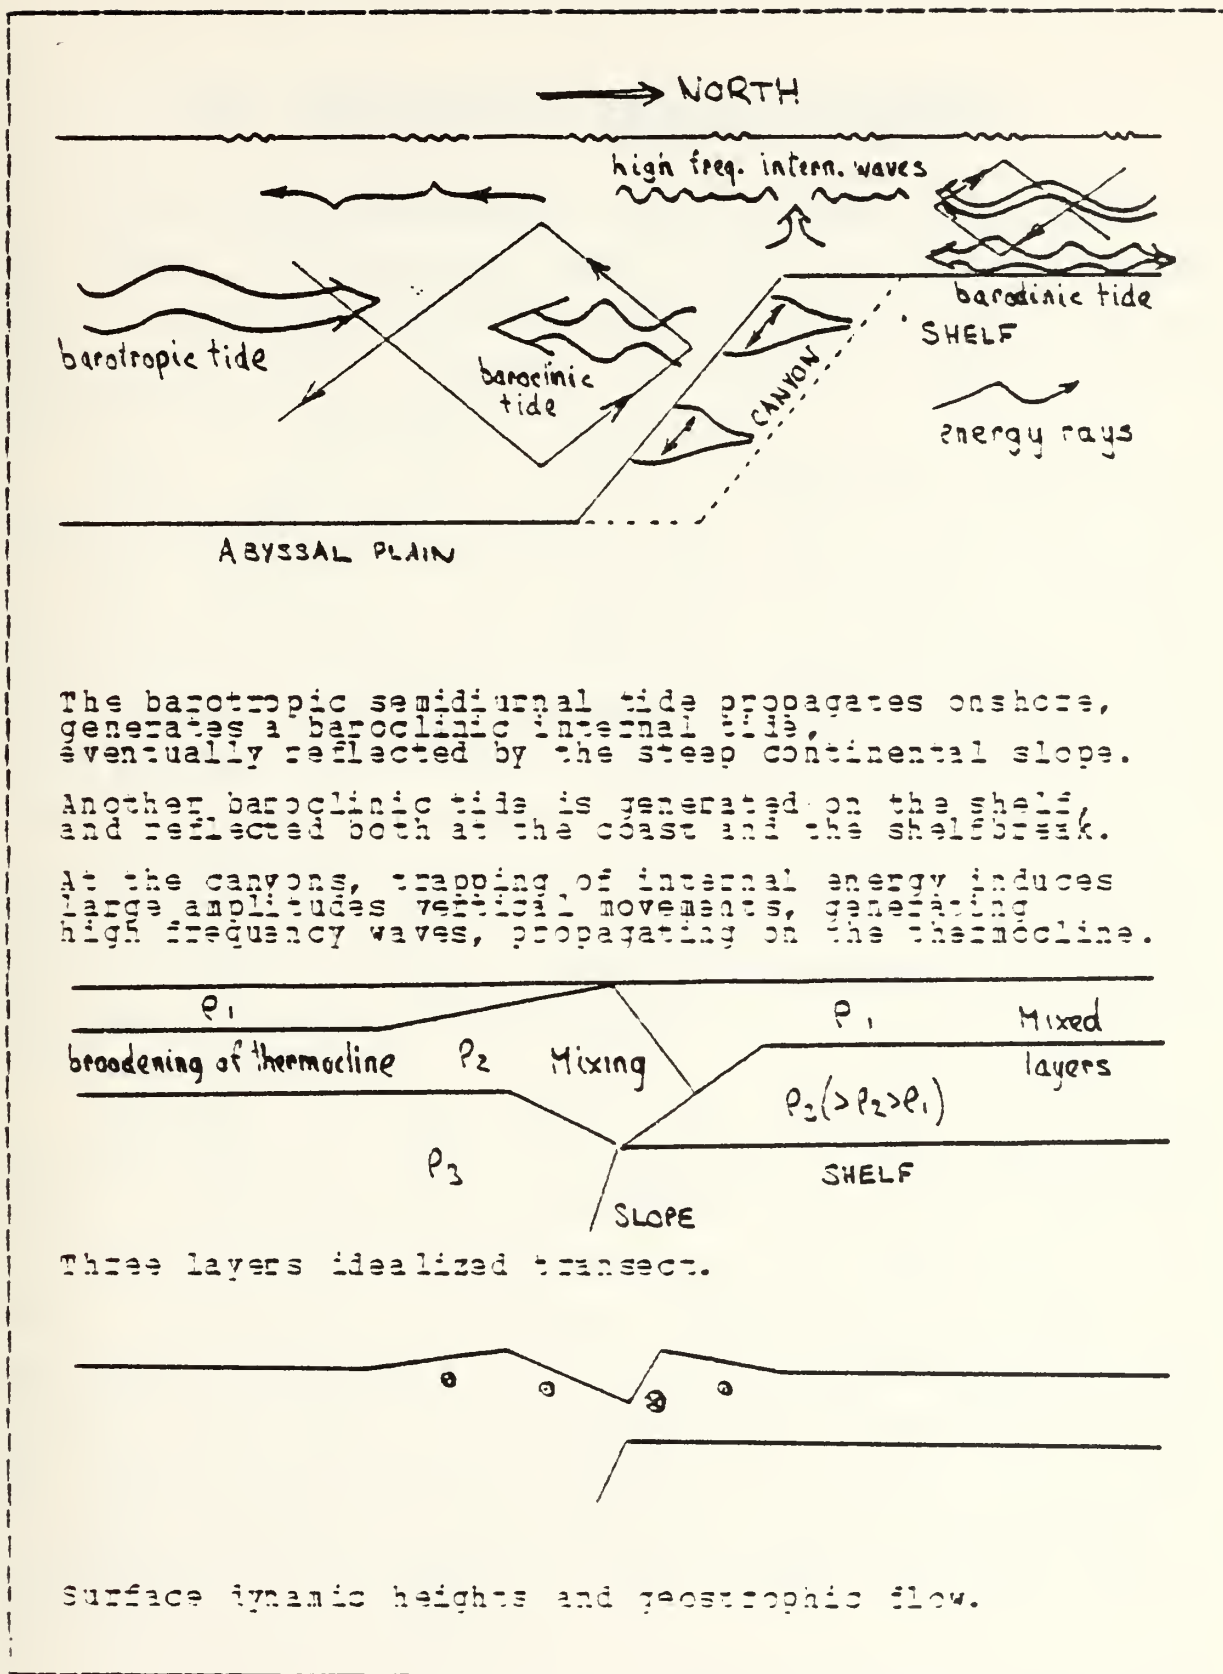 NORTH
high freq. intern. waves
barotropic tide
baroclinic
tide
CANYON
baroclinic tide
SHELF
energy rays
ABYSSAL PLAIN
The barotropic semidiurnal tide propagates onshore,
generates a baroclinic internal tide,
eventually reflected by the steep continental slope.
Another baroclinic tide is generated on the shelf,
and reflected both at the coast and the shelfbreak.
At the canyons, trapping of internal energy induces
large amplitudes vertical movements, generating
high frequency waves, propagating on the thermocline.
ρ1 ρ1 Mixed
broadening of thermocline ρ2 Mixing layers
ρ2(>ρ2>ρ1)
ρ3
SHELF
SLOPE
Three layers idealized transect.
Surface dynamic heights and geostrophic flow.